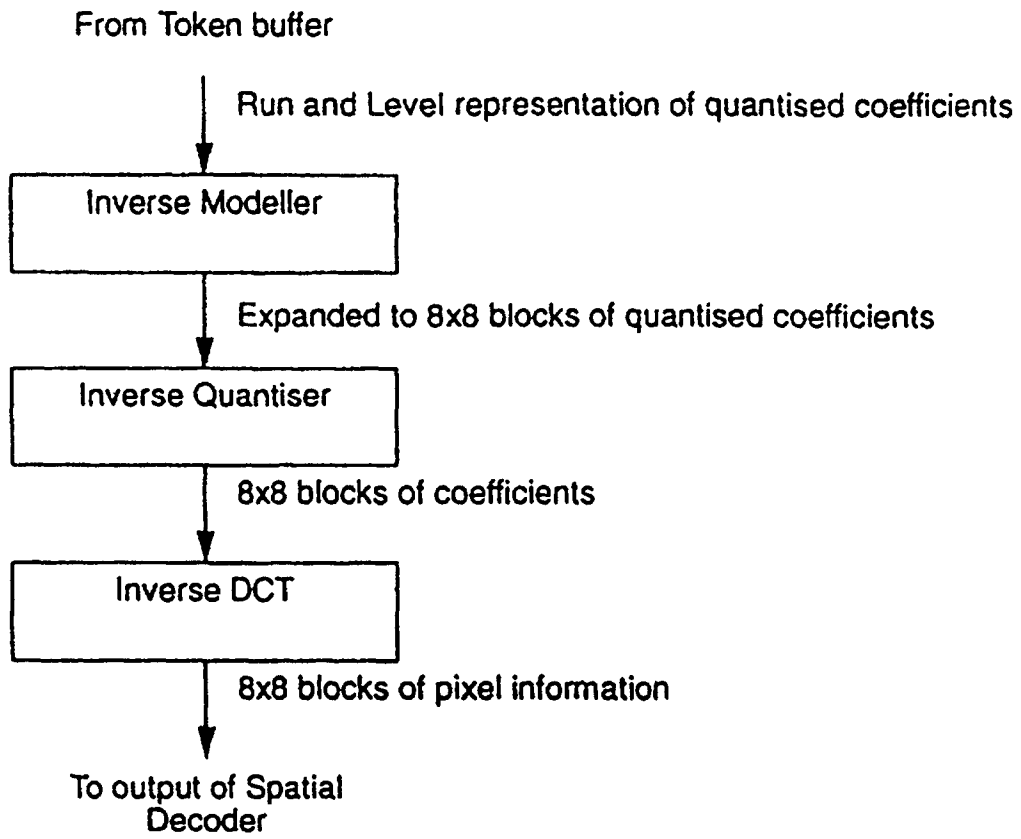 From Token buffer
Run and Level representation of quantised coefficients
Inverse Modeller
Expanded to 8x8 blocks of quantised coefficients
Inverse Quantiser
8x8 blocks of coefficients
Inverse DCT
8x8 blocks of pixel information
To output of Spatial
Decoder